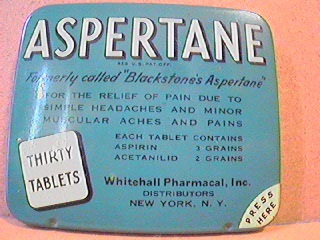 ASPERTANE
REG. U.S. PAT. OFF.
Formerly called "Blackstone's Aspertane"
FOR THE RELIEF OF PAIN DUE TO
SIMPLE HEADACHES AND MINOR
MUSCULAR ACHES AND PAINS
EACH TABLET CONTAINS
ASPIRIN 3 GRAINS
ACETANILID 2 GRAINS
THIRTY
TABLETS
Whitehall Pharmacal, Inc.
DISTRIBUTORS
NEW YORK, N. Y.
PRESS
HERE